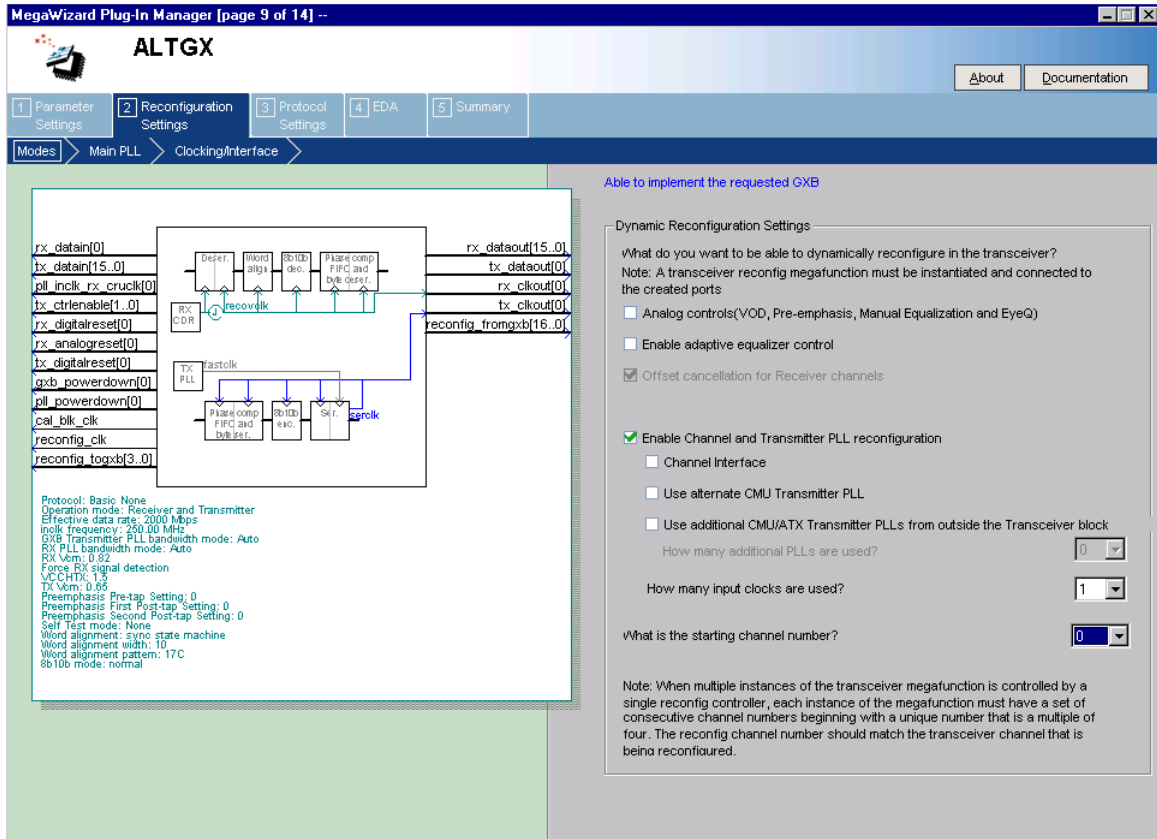 MegaWizard Plug-In Manager [page 9 of 14] --
ALTGX
About
Documentation
1 Parameter Settings
2 Reconfiguration Settings
3 Protocol Settings
4 EDA
5 Summary
Modes
Main PLL
Clocking/Interface
rx_datain[0]
tx_datain[15..0]
pll_inclk_rx_cruclk[0]
tx_ctrlenable[1..0]
rx_digitalreset[0]
rx_analogreset[0]
tx_digitalreset[0]
gxb_powerdown[0]
pll_powerdown[0]
cal_blk_clk
reconfig_clk
reconfig_togxb[3..0]
Deser.
Word align
8b10b dec.
Phase comp FIFO and byte deser.
RX CDR
recovclk
TX PLL
fastclk
Phase comp FIFO and byte ser.
8b10b enc.
Ser.
serclk
rx_dataout[15..0]
tx_dataout[0]
rx_clkout[0]
tx_clkout[0]
reconfig_fromgxb[16..0]
Protocol: Basic None
Operation mode: Receiver and Transmitter
Effective data rate: 2000 Mbps
inclk frequency: 250.00 MHz
GXB Transmitter PLL bandwidth mode: Auto
RX PLL bandwidth mode: Auto
RX Vcm: 0.82
Force RX signal detection
VCCHTX: 1.5
TX Vcm: 0.65
Preemphasis Pre-tap Setting: 0
Preemphasis First Post-tap Setting: 0
Preemphasis Second Post-tap Setting: 0
Self Test mode: None
Word alignment: sync state machine
Word alignment width: 10
Word alignment pattern: 17C
8b10b mode: normal
Able to implement the requested GXB
Dynamic Reconfiguration Settings
What do you want to be able to dynamically reconfigure in the transceiver?
Note: A transceiver reconfig megafunction must be instantiated and connected to
the created ports
Analog controls(VOD, Pre-emphasis, Manual Equalization and EyeQ)
Enable adaptive equalizer control
Offset cancellation for Receiver channels
Enable Channel and Transmitter PLL reconfiguration
Channel Interface
Use alternate CMU Transmitter PLL
Use additional CMU/ATX Transmitter PLLs from outside the Transceiver block
How many additional PLLs are used? 0
How many input clocks are used? 1
What is the starting channel number? 0
Note: When multiple instances of the transceiver megafunction is controlled by a
single reconfig controller, each instance of the megafunction must have a set of
consecutive channel numbers beginning with a unique number that is a multiple of
four. The reconfig channel number should match the transceiver channel that is
being reconfigured.